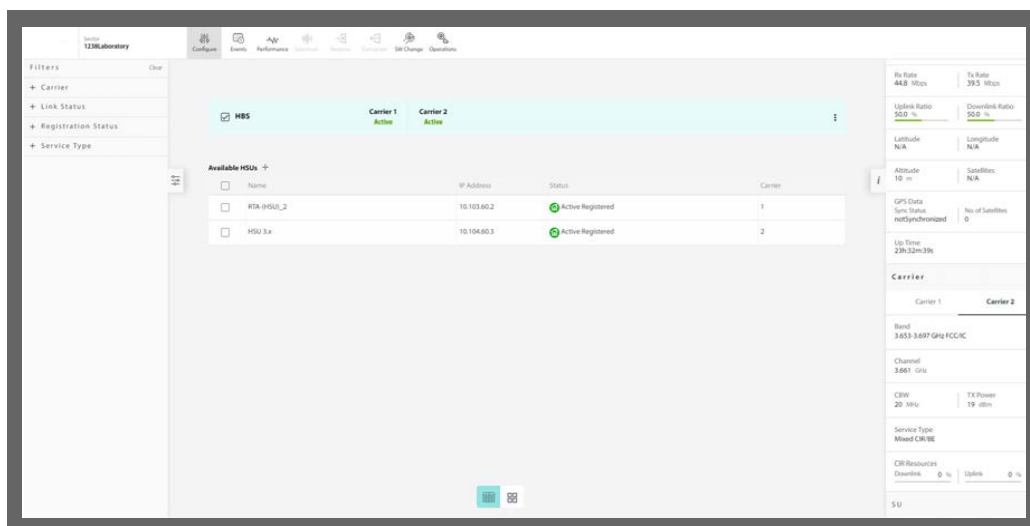 Sector
1238Laboratory
Configure Events Performance Spectrum SW Change Operations
Filters Clear
+ Carrier
+ Link Status
+ Registration Status
+ Service Type
HBS Carrier 1 Carrier 2
Active Active
Available HSUs +
Name IP Address Status Carrier
RTA-(HSU)_2 10.103.60.2 Active Registered 1
HSU 3.x 10.104.60.3 Active Registered 2
i
Rx Rate Tx Rate
44.8 Mbps 39.5 Mbps
Uplink Ratio Downlink Ratio
50.0 % 50.0 %
Latitude Longitude
N/A N/A
Altitude Satellites
10 m N/A
GPS Data
Sync Status No. of Satellites
notSynchronized 0
Up Time
23h:32m:39s
Carrier
Carrier 1 Carrier 2
Band
3.653-3.697 GHz FCC/IC
Channel
3.661 GHz
CBW TX Power
20 MHz 19 dBm
Service Type
Mixed CIR/BE
CIR Resources
Downlink 0 % Uplink 0 %
SU